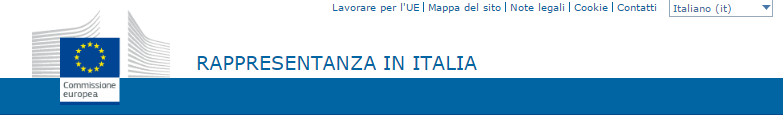 Lavorare per l'UE | Mappa del sito | Note legali | Cookie | Contatti
Italiano (it)
RAPPRESENTANZA IN ITALIA
Commissione
europea